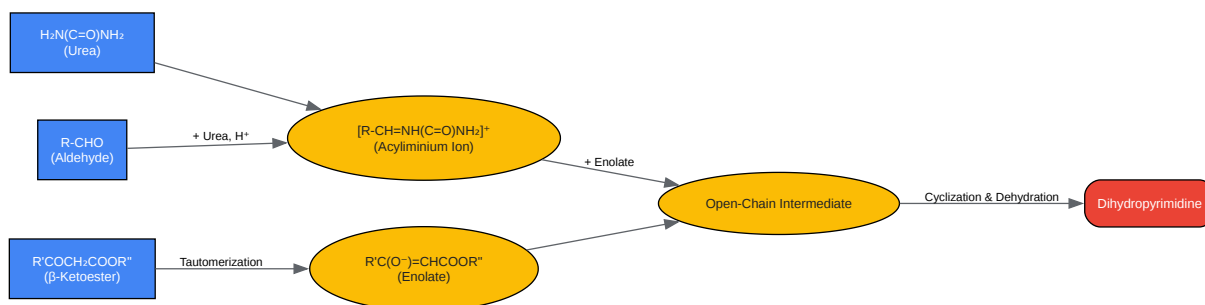 H₂N(C=O)NH₂
(Urea)
R-CHO
(Aldehyde)
+ Urea, H⁺
[R-CH=NH(C=O)NH₂]⁺
(Acyliminium Ion)
+ Enolate
R'COCH₂COOR"
(β-Ketoester)
Tautomerization
R'C(O⁻)=CHCOOR"
(Enolate)
Open-Chain Intermediate
Cyclization & Dehydration
Dihydropyrimidine